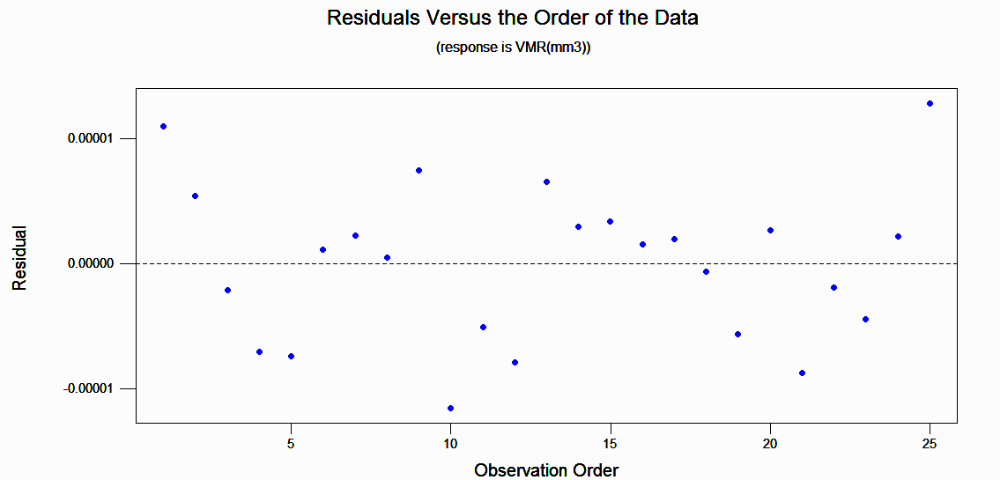 Residuals Versus the Order of the Data
(response is VMR(mm3))
0.00001
0.00000
-0.00001
Residual
5 10 15 20 25
Observation Order